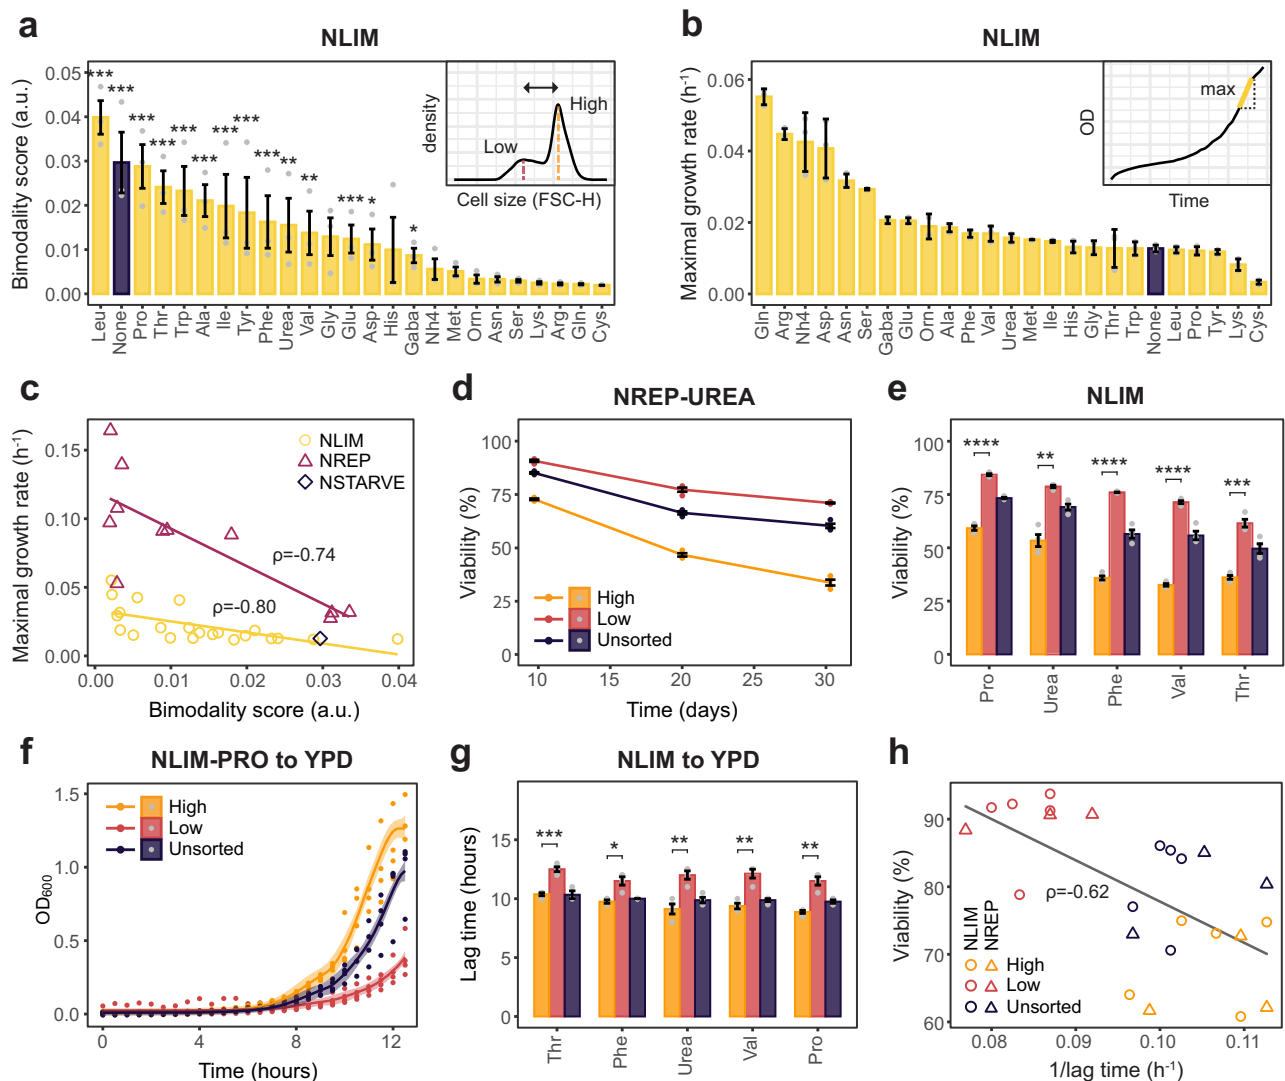 a
NLIM
Bimodality score (a.u.)
0.05
0.04
0.03
0.02
0.01
0.00
***
***
***
***
***
***
***
***
***
**
**
***
*
*
Leu
None
Pro
Thr
Trp
Ala
Ile
Tyr
Phe
Urea
Val
Gly
Glu
Asp
His
Gaba
Nh4
Met
Orn
Asn
Ser
Lys
Arg
Gln
Cys
density
Low
High
Cell size (FSC-H)
b
NLIM
Maximal growth rate (h⁻¹)
0.06
0.04
0.02
0.00
Gln
Arg
Nh4
Asp
Asn
Ser
Gaba
Glu
Orn
Ala
Phe
Val
Urea
Met
Ile
His
Gly
Thr
Trp
None
Leu
Pro
Tyr
Lys
Cys
OD
max
Time
c
Maximal growth rate (h⁻¹)
0.15
0.10
0.05
0.00
NLIM
NREP
NSTARVE
ρ=-0.74
ρ=-0.80
0.00 0.01 0.02 0.03 0.04
Bimodality score (a.u.)
d
NREP-UREA
Viability (%)
100
75
50
25
0
High
Low
Unsorted
10 20 30
Time (days)
e
NLIM
Viability (%)
100
75
50
25
0
****
**
****
****
***
Pro
Urea
Phe
Val
Thr
f
NLIM-PRO to YPD
OD₆₀₀
1.5
1.0
0.5
0.0
High
Low
Unsorted
0 4 8 12
Time (hours)
g
NLIM to YPD
Lag time (hours)
15
10
5
0
***
*
**
**
**
Thr
Phe
Urea
Val
Pro
h
Viability (%)
90
80
70
60
ρ=-0.62
NLIM
NREP
High
Low
Unsorted
0.08 0.09 0.10 0.11
1/lag time (h⁻¹)